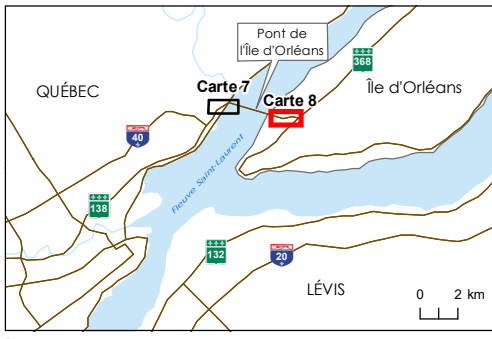 Pont de
l'Île d'Orléans
368
QUÉBEC
Carte 7
Île d'Orléans
Carte 8
40
Fleuve Saint-Laurent
138
132
20
LÉVIS
0 2 km